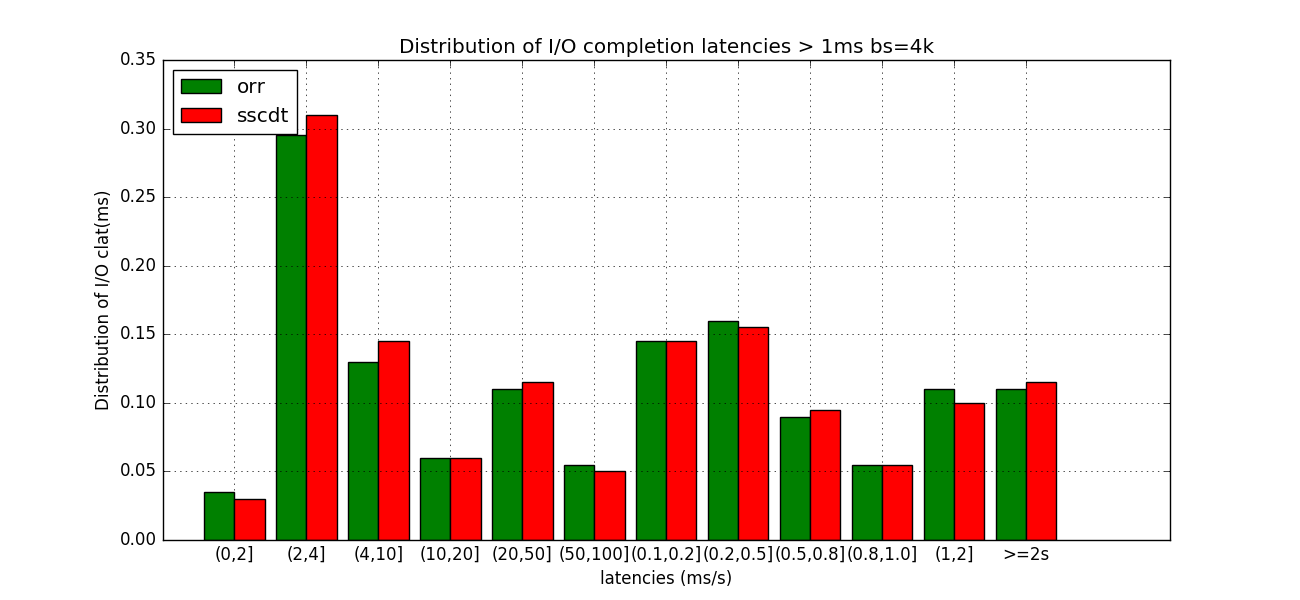 Distribution of I/O completion latencies > 1ms bs=4k
orr
sscdt
Distribution of I/O clat(ms)
0.35
0.30
0.25
0.20
0.15
0.10
0.05
0.00
(0,2] (2,4] (4,10] (10,20] (20,50] (50,100] (0.1,0.2] (0.2,0.5] (0.5,0.8] (0.8,1.0] (1,2] >=2s
latencies (ms/s)